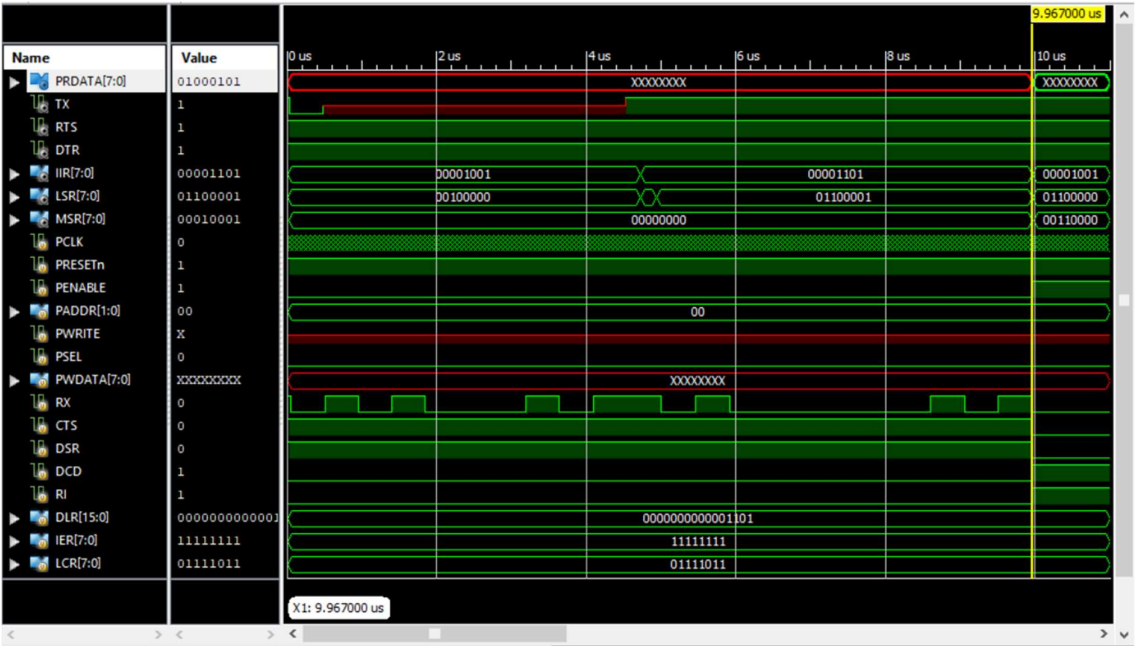 9.967000 us
Name Value 0 us 2 us 4 us 6 us 8 us 10 us
PRDATA[7:0] 01000101 XXXXXXXX XXXXXXXX
TX 1
RTS 1
DTR 1
IIR[7:0] 00001101 00001001 00001101 00001001
LSR[7:0] 01100001 00100000 01100001 01100000
MSR[7:0] 00010001 00000000 00110000
PCLK 0
PRESETn 1
PENABLE 1
PADDR[1:0] 00 00
PWRITE X
PSEL 0
PWDATA[7:0] XXXXXXXX XXXXXXXX
RX 0
CTS 0
DSR 0
DCD 1
RI 1
DLR[15:0] 0000000000001 0000000000001101
IER[7:0] 11111111 11111111
LCR[7:0] 01111011 01111011
X1: 9.967000 us